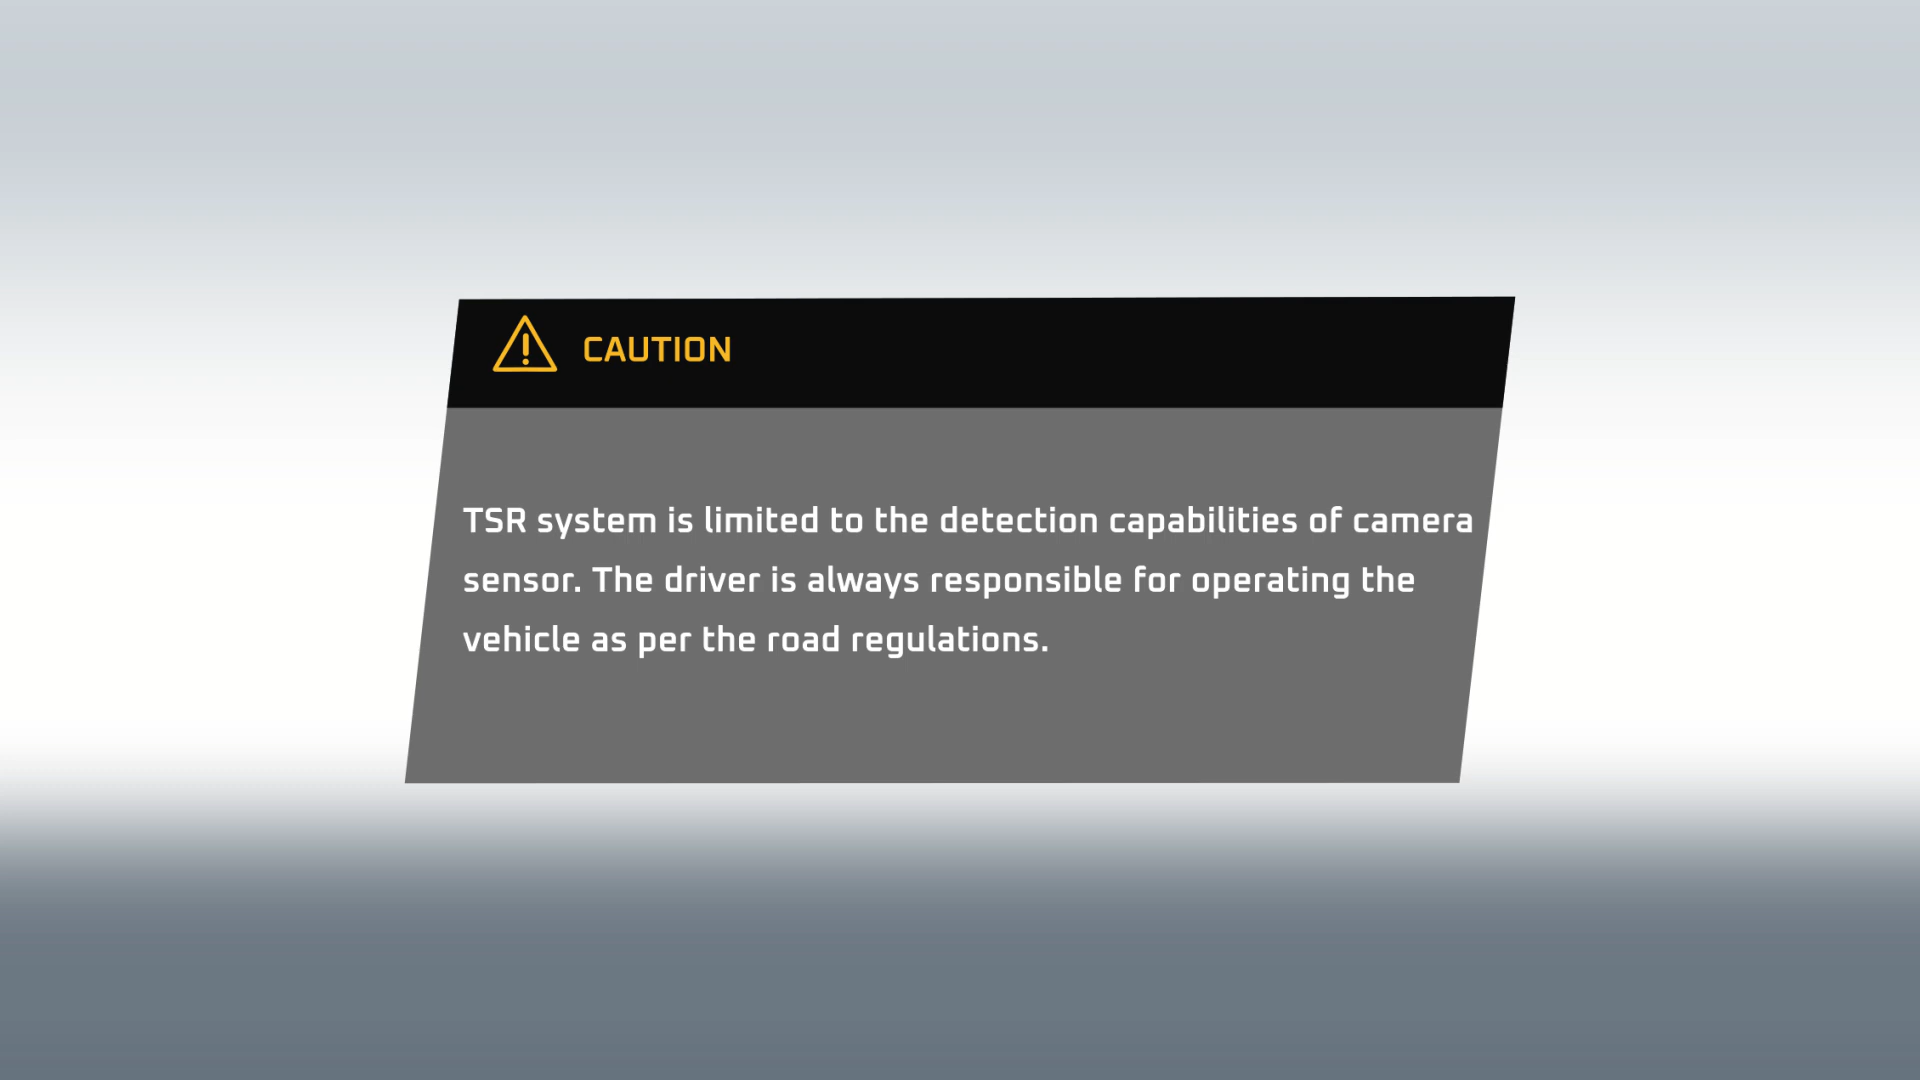 CAUTION
TSR system is limited to the detection capabilities of camera
sensor. The driver is always responsible for operating the
vehicle as per the road regulations.